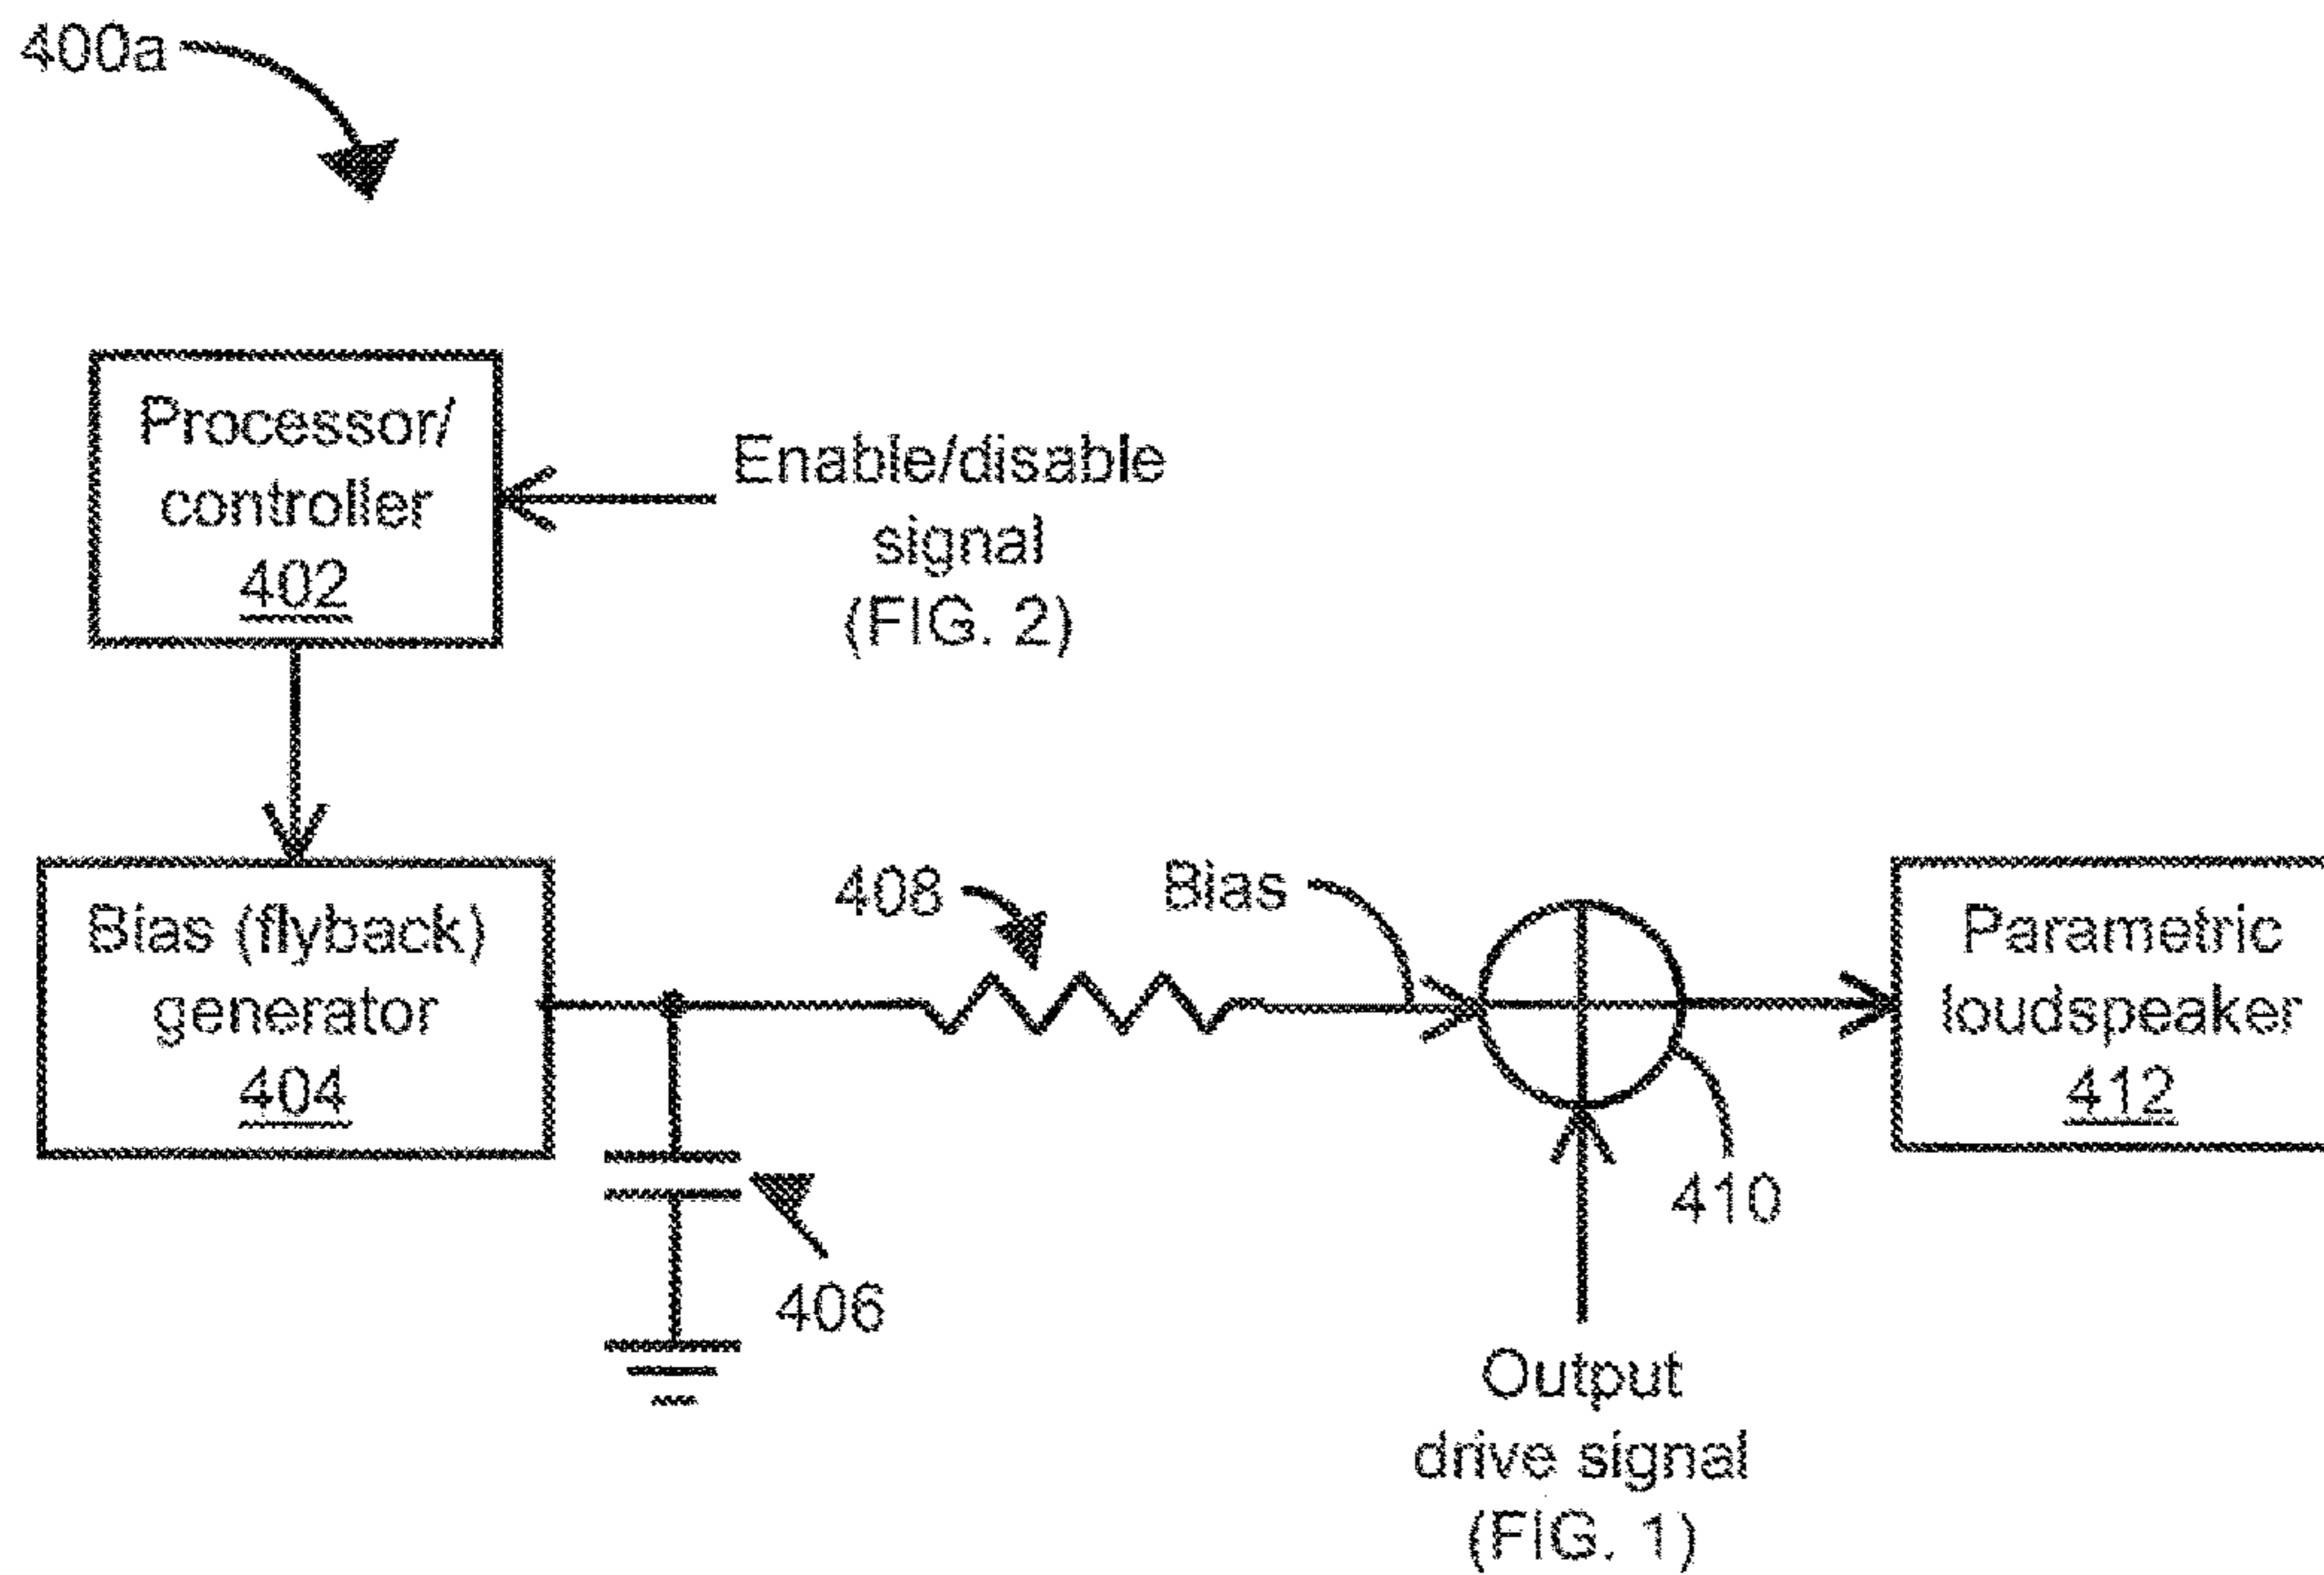 400a
Processor/
controller
402
Enable/disable
signal
(FIG. 2)
Bias (flyback)
generator
404
408
Bias
Parametric
loudspeaker
412
410
406
Output
drive signal
(FIG. 1)